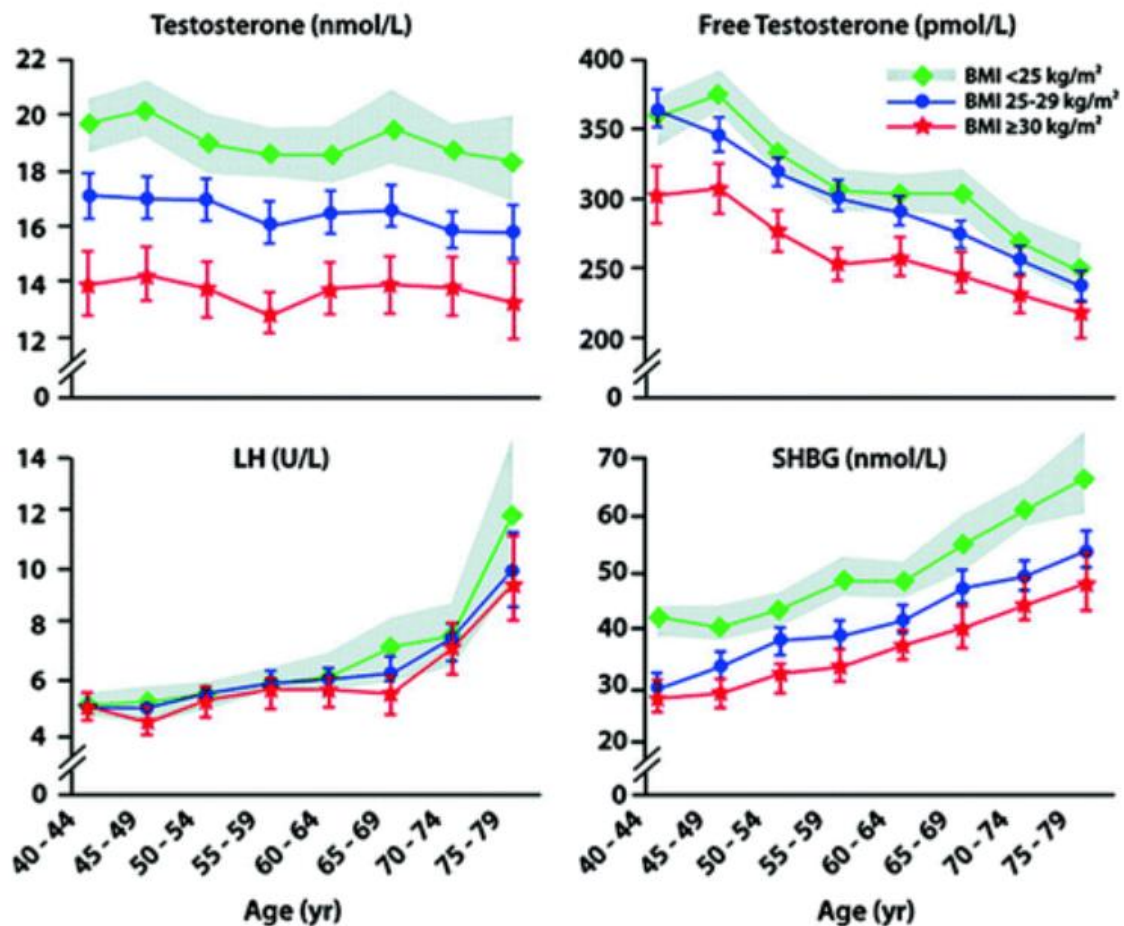 Testosterone (nmol/L)
22
20
18
16
14
12
0
Free Testosterone (pmol/L)
400
350
300
250
200
0
BMI <25 kg/m²
BMI 25-29 kg/m²
BMI ≥30 kg/m²
LH (U/L)
14
12
10
8
6
4
0
40 - 44
45 - 49
50 - 54
55 - 59
60 - 64
65 - 69
70 - 74
75 - 79
Age (yr)
SHBG (nmol/L)
70
60
50
40
30
20
0
40 - 44
45 - 49
50 - 54
55 - 59
60 - 64
65 - 69
70 - 74
75 - 79
Age (yr)